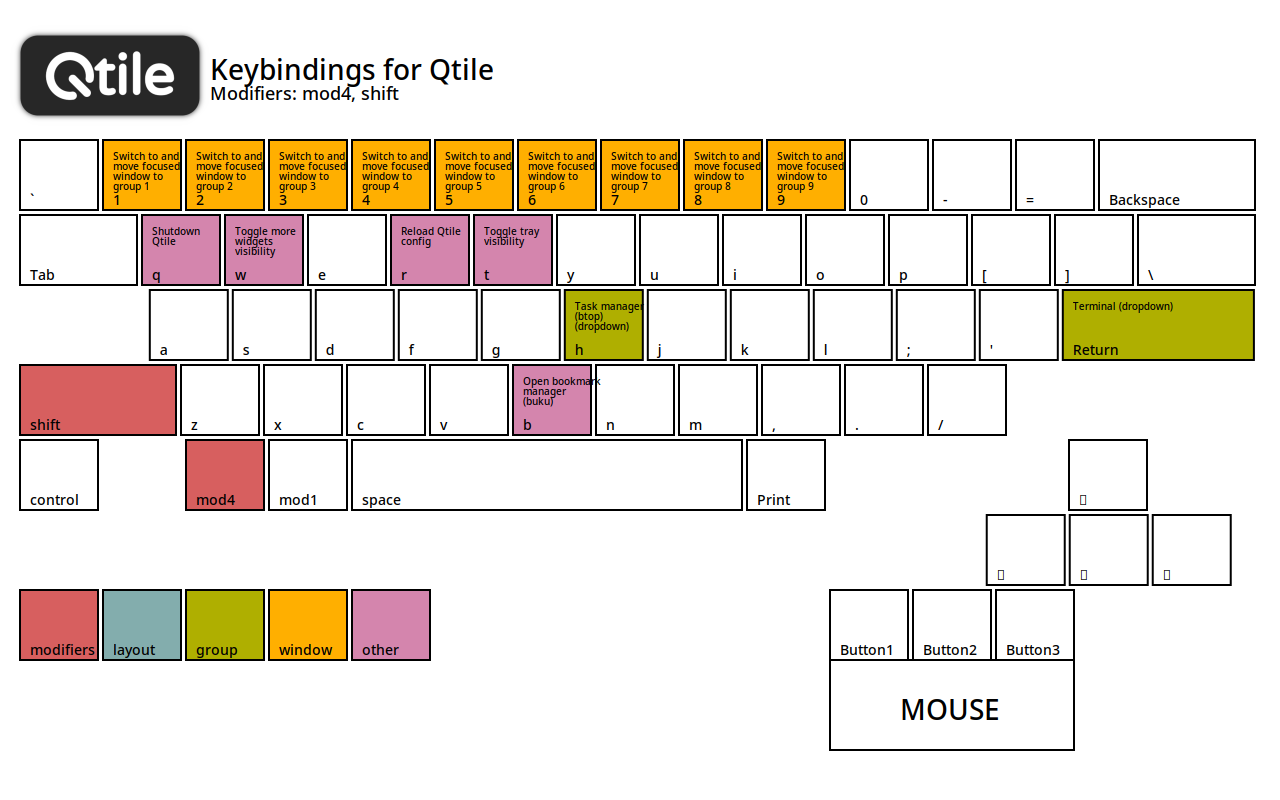 Qtile
Keybindings for Qtile
Modifiers: mod4, shift
`
Switch to and
move focused
window to
group 1
1
Switch to and
move focused
window to
group 2
2
Switch to and
move focused
window to
group 3
3
Switch to and
move focused
window to
group 4
4
Switch to and
move focused
window to
group 5
5
Switch to and
move focused
window to
group 6
6
Switch to and
move focused
window to
group 7
7
Switch to and
move focused
window to
group 8
8
Switch to and
move focused
window to
group 9
9
0
-
=
Backspace
Tab
Shutdown
Qtile
q
Toggle more
widgets
visibility
w
e
Reload Qtile
config
r
Toggle tray
visibility
t
y
u
i
o
p
[
]
\
a
s
d
f
g
Task manager
(btop)
(dropdown)
h
j
k
l
;
'
Terminal (dropdown)
Return
shift
z
x
c
v
Open bookmark
manager
(buku)
b
n
m
,
.
/
control
mod4
mod1
space
Print
modifiers
layout
group
window
other
Button1
Button2
Button3
MOUSE